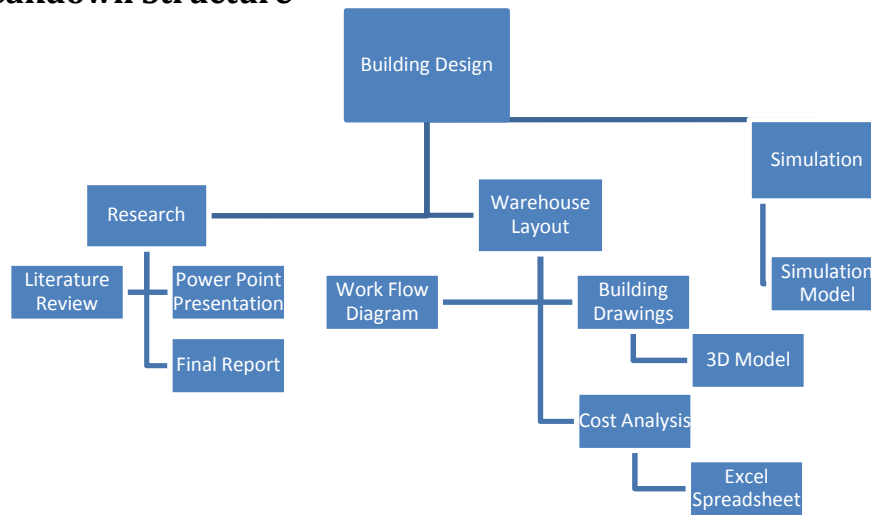 Building Design
Simulation
Research
Warehouse
Layout
Literature
Review
Power Point
Presentation
Work Flow
Diagram
Building
Drawings
Simulation
Model
Final Report
3D Model
Cost Analysis
Excel
Spreadsheet